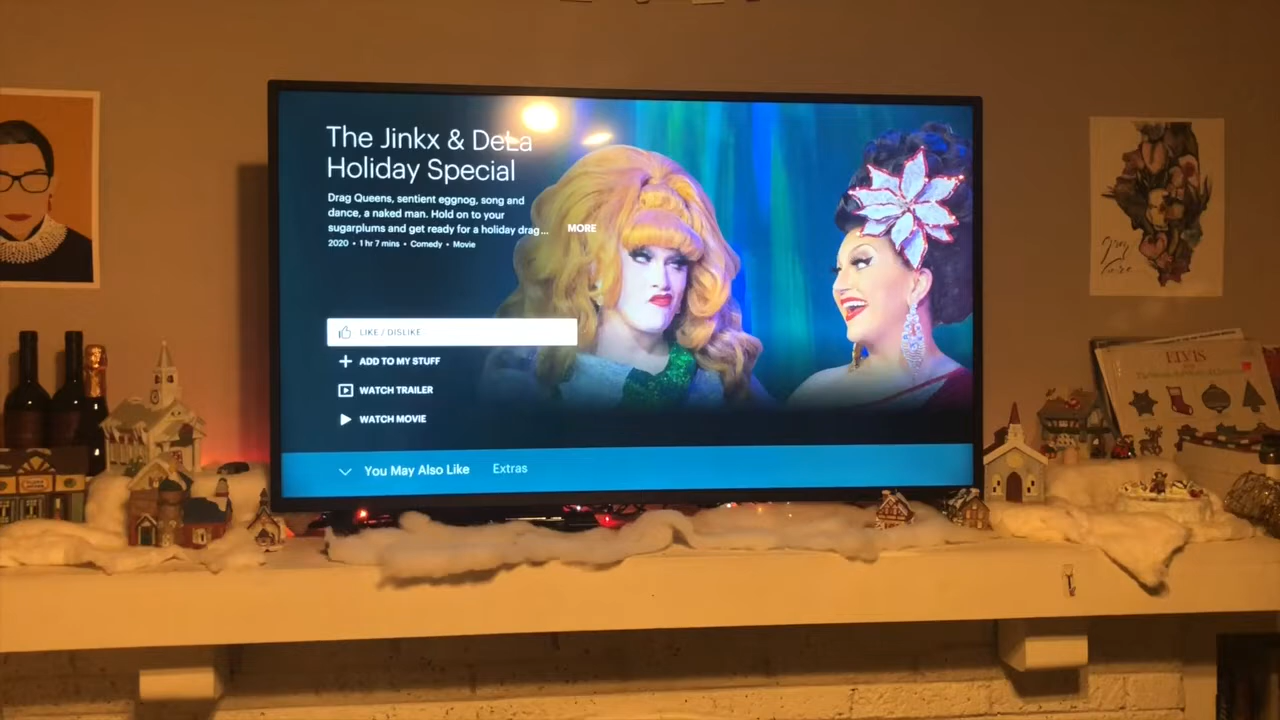 The Jinkx & DeLa
Holiday Special
Drag Queens, sentient eggnog, song and
dance, a naked man. Hold on to your
sugarplums and get ready for a holiday drag...
MORE
2020 • 1 hr 7 mins • Comedy • Movie
LIKE / DISLIKE
ADD TO MY STUFF
WATCH TRAILER
WATCH MOVIE
You May Also Like
Extras
ELVIS